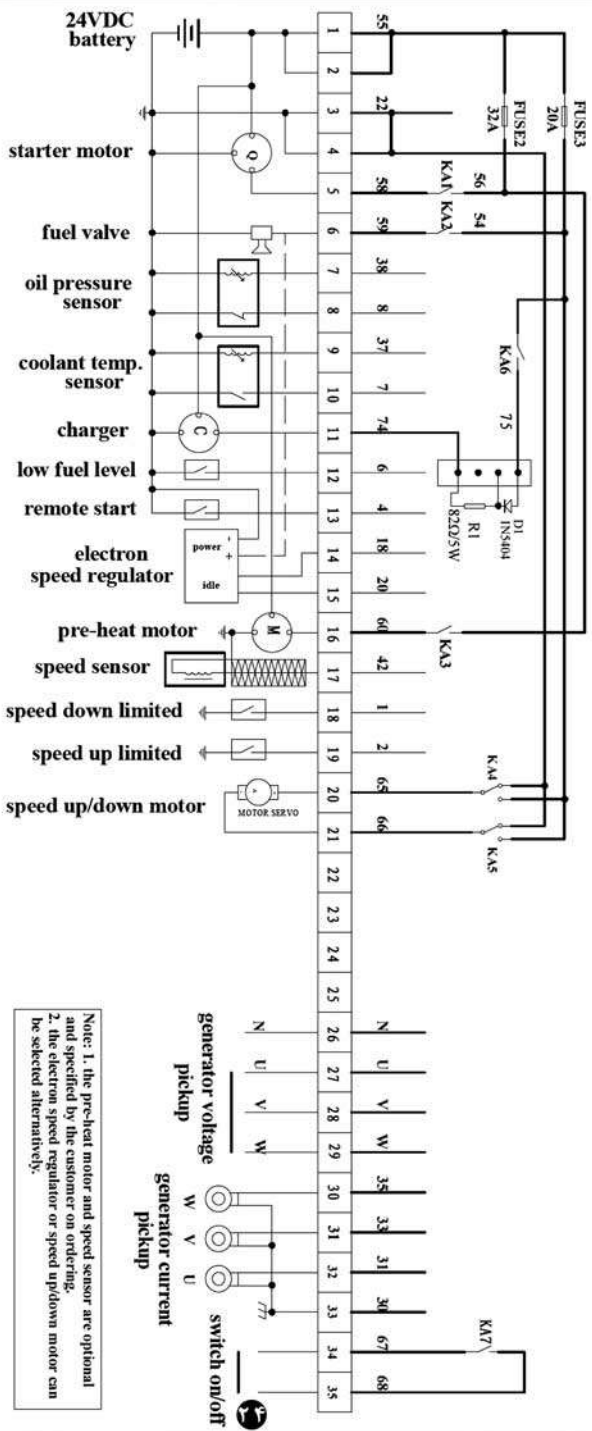 24VDC
battery
1
55
2
FUSE2
32A
FUSE3
20A
3
22
starter motor
Q
4
5
58
KA1
56
fuel valve
6
59
KA2
54
oil pressure
sensor
7
38
8
8
coolant temp.
sensor
9
37
10
7
KA6
75
charger
C
11
74
low fuel level
12
6
82Ω/5W
R1
D1
IN5404
remote start
13
4
electron
speed regulator
power
-
+
idle
14
18
15
20
pre-heat motor
M
16
60
KA3
speed sensor
17
42
speed down limited
18
1
speed up limited
19
2
speed up/down motor
MOTOR SERVO
20
65
KA4
21
66
KA5
22
23
24
25
generator voltage
pickup
N
26
N
U
27
U
V
28
V
W
29
W
generator current
pickup
W
30
35
V
31
33
U
32
31
33
30
switch on/off
34
67
KA7
35
68
Note: 1. the pre-heat motor and speed sensor are optional
and specified by the customer on ordering.
2. the electron speed regulator or speed up/down motor can
be selected alternatively.